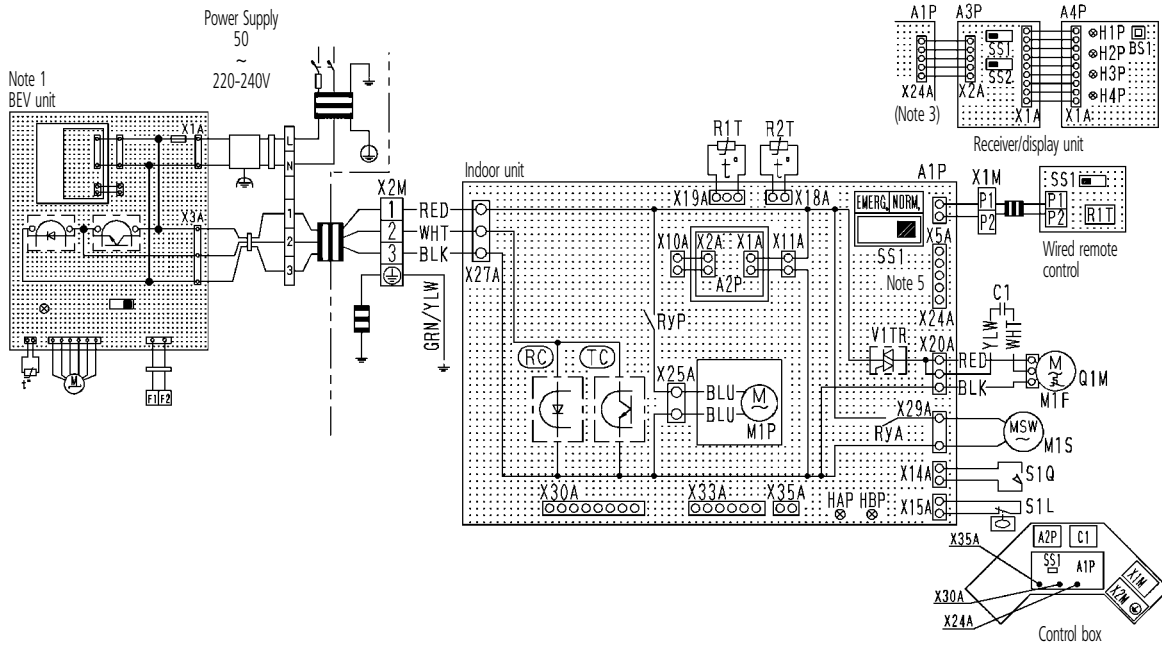 Power Supply
50
~
220-240V
Note 1
BEV unit
X1A
L
N
X3A
1
2
3
t°
M
F1 F2
X2M
1
2
3
RED
WHT
BLK
GRN/YLW
X27A
Indoor unit
R1T
t°
R2T
t°
X19A
X18A
A1P
X10A
X2A
X1A
X11A
A2P
EMERG. NORM.
SS1
Note 5
X5A
X24A
RyP
RC
TC
X25A
BLU
BLU
M
~
M1P
V1TR
X20A
YLW
C1
WHT
RED
BLK
M
~
Q1M
M1F
X29A
RyA
MSW
~
M1S
X14A
S1Q
X15A
S1L
X30A
X33A
X35A
HAP
HBP
A1P
A3P
A4P
SS1
SS2
X24A
X2A
(Note 3)
X1A
X1A
H1P
H2P
H3P
H4P
BS1
Receiver/display unit
X1M
P1
P2
P1
P2
SS1
R1T
Wired remote
control
X35A
A2P
C1
SS1
A1P
X30A
X24A
X1M
X2M
Control box